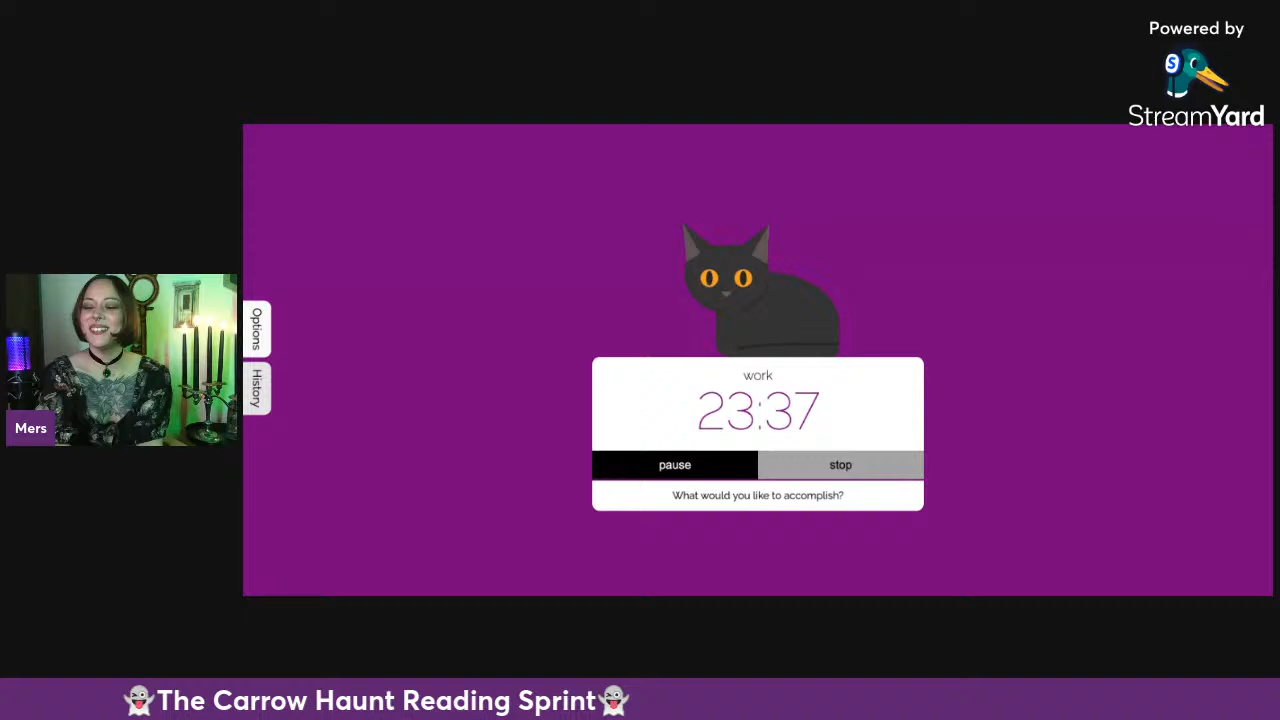 Powered by
S
StreamYard
Options
History
work
23:37
pause
stop
What would you like to accomplish?
Mers
👻The Carrow Haunt Reading Sprint👻